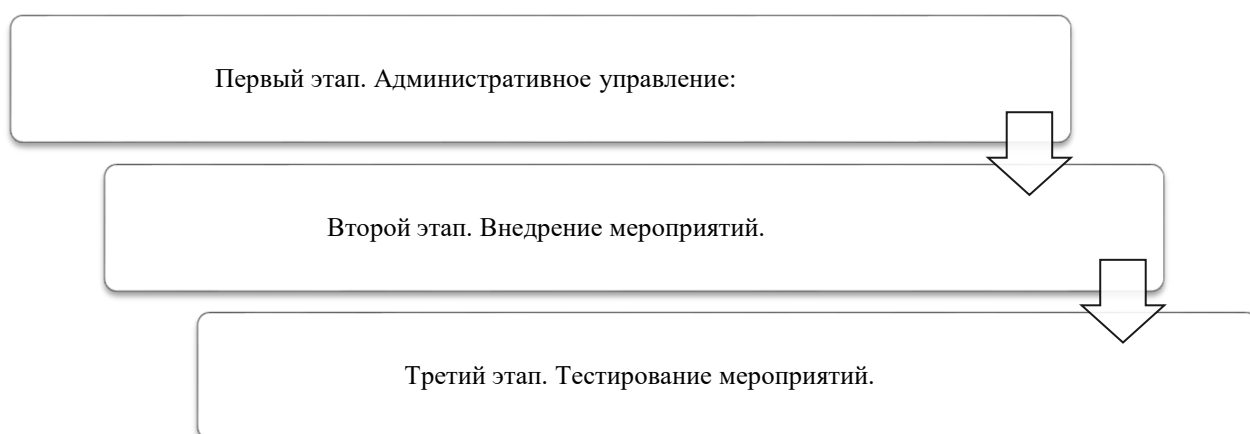 Первый этап. Административное управление:
Второй этап. Внедрение мероприятий.
Третий этап. Тестирование мероприятий.